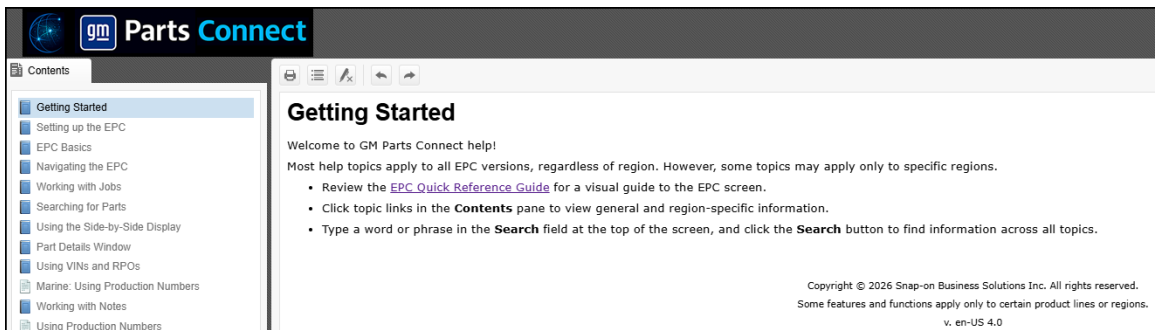 gm Parts Connect
Contents
Getting Started
Setting up the EPC
EPC Basics
Navigating the EPC
Working with Jobs
Searching for Parts
Using the Side-by-Side Display
Part Details Window
Using VINs and RPOs
Marine: Using Production Numbers
Working with Notes
Using Production Numbers
Getting Started
Welcome to GM Parts Connect help!
Most help topics apply to all EPC versions, regardless of region. However, some topics may apply only to specific regions.
• Review the EPC Quick Reference Guide for a visual guide to the EPC screen.
• Click topic links in the Contents pane to view general and region-specific information.
• Type a word or phrase in the Search field at the top of the screen, and click the Search button to find information across all topics.
Copyright © 2026 Snap-on Business Solutions Inc. All rights reserved.
Some features and functions apply only to certain product lines or regions.
v. en-US 4.0